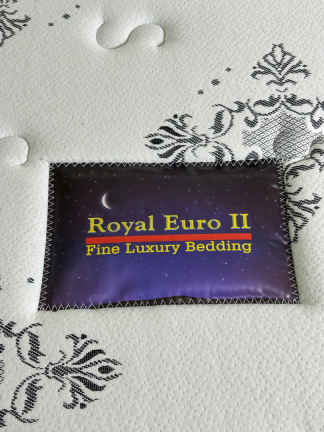 Royal Euro II
Fine Luxury Bedding